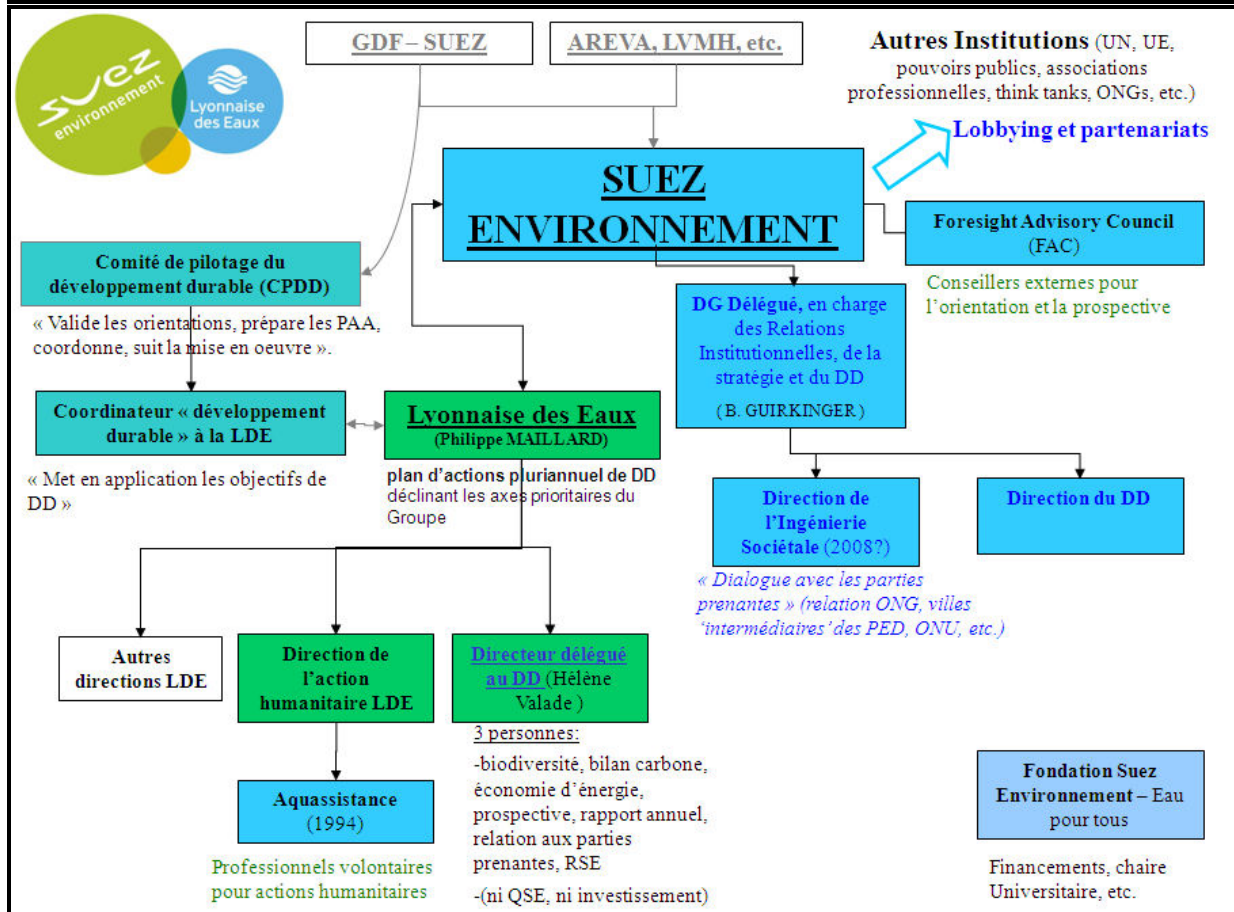 suez
environnement
Lyonnaise
des Eaux
GDF – SUEZ
AREVA, LVMH, etc.
Autres Institutions (UN, UE,
pouvoirs publics, associations
professionnelles, think tanks, ONGs, etc.)
Lobbying et partenariats
SUEZ
ENVIRONNEMENT
Foresight Advisory Council
(FAC)
Conseillers externes pour
l’orientation et la prospective
Comité de pilotage du
développement durable (CPDD)
« Valide les orientations, prépare les PAA,
coordonne, suit la mise en oeuvre ».
DG Délégué, en charge
des Relations
Institutionnelles, de la
stratégie et du DD
( B. GUIRKINGER )
Coordinateur « développement
durable » à la LDE
« Met en application les objectifs de
DD »
Lyonnaise des Eaux
(Philippe MAILLARD)
plan d’actions pluriannuel de DD
déclinant les axes prioritaires du
Groupe
Direction de
l’Ingénierie
Sociétale (2008?)
« Dialogue avec les parties
prenantes » (relation ONG, villes
‘intermédiaires’ des PED, ONU, etc.)
Direction du DD
Autres
directions LDE
Direction de
l’action
humanitaire LDE
Directeur délégué
au DD (Hélène
Valade )
3 personnes:
-biodiversité, bilan carbone,
économie d’énergie,
prospective, rapport annuel,
relation aux parties
prenantes, RSE
-(ni QSE, ni investissement)
Aquassistance
(1994)
Professionnels volontaires
pour actions humanitaires
Fondation Suez
Environnement – Eau
pour tous
Financements, chaire
Universitaire, etc.